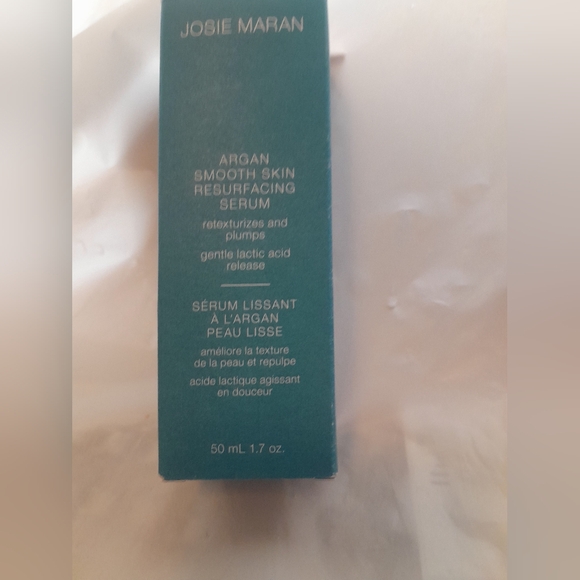 JOSIE MARAN
ARGAN
SMOOTH SKIN
RESURFACING
SERUM
retexturizes and
plumps
gentle lactic acid
release
SÉRUM LISSANT
À L'ARGAN
PEAU LISSE
améliore la texture
de la peau et repulpe
acide lactique agissant
en douceur
50 mL 1.7 oz.